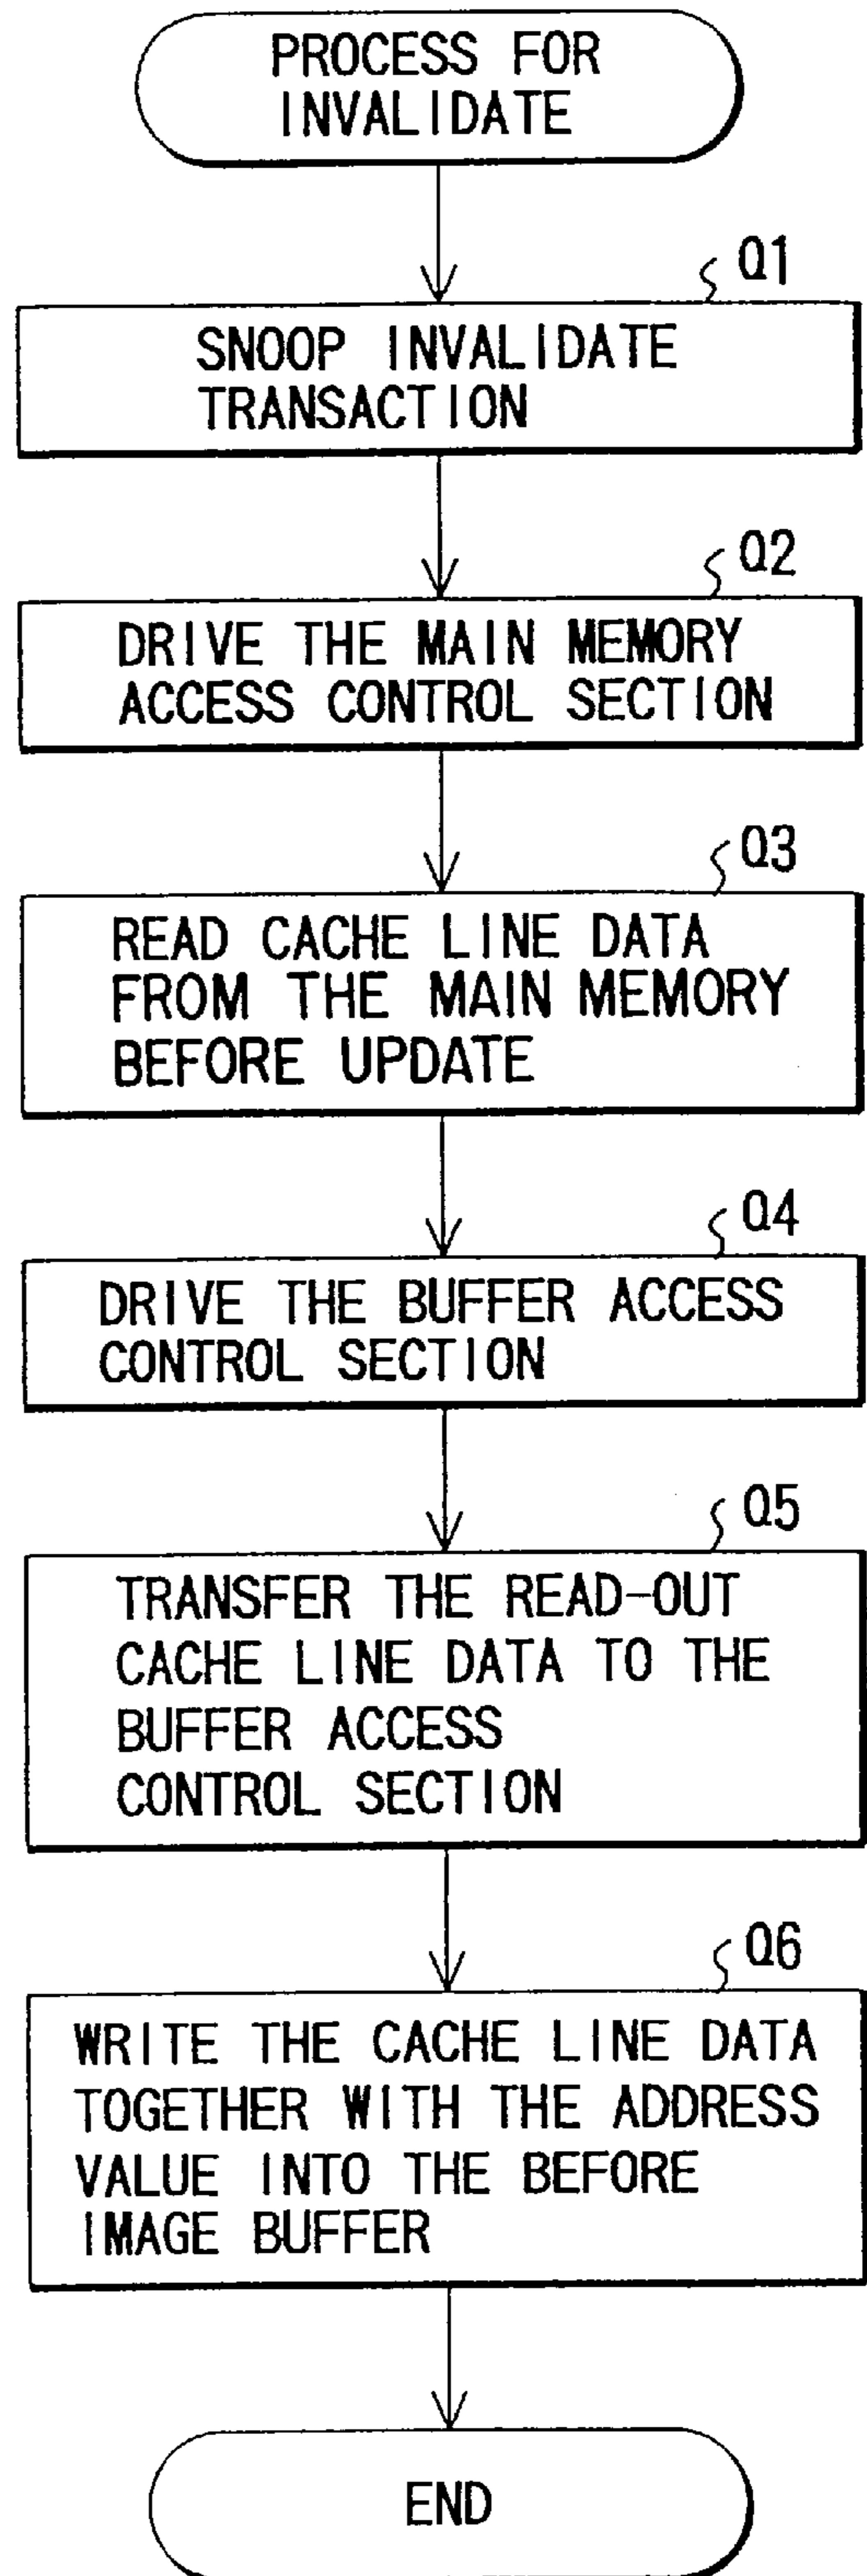 PROCESS FOR
INVALIDATE
Q1
SNOOP INVALIDATE
TRANSACTION
Q2
DRIVE THE MAIN MEMORY
ACCESS CONTROL SECTION
Q3
READ CACHE LINE DATA
FROM THE MAIN MEMORY
BEFORE UPDATE
Q4
DRIVE THE BUFFER ACCESS
CONTROL SECTION
Q5
TRANSFER THE READ-OUT
CACHE LINE DATA TO THE
BUFFER ACCESS
CONTROL SECTION
Q6
WRITE THE CACHE LINE DATA
TOGETHER WITH THE ADDRESS
VALUE INTO THE BEFORE
IMAGE BUFFER
END